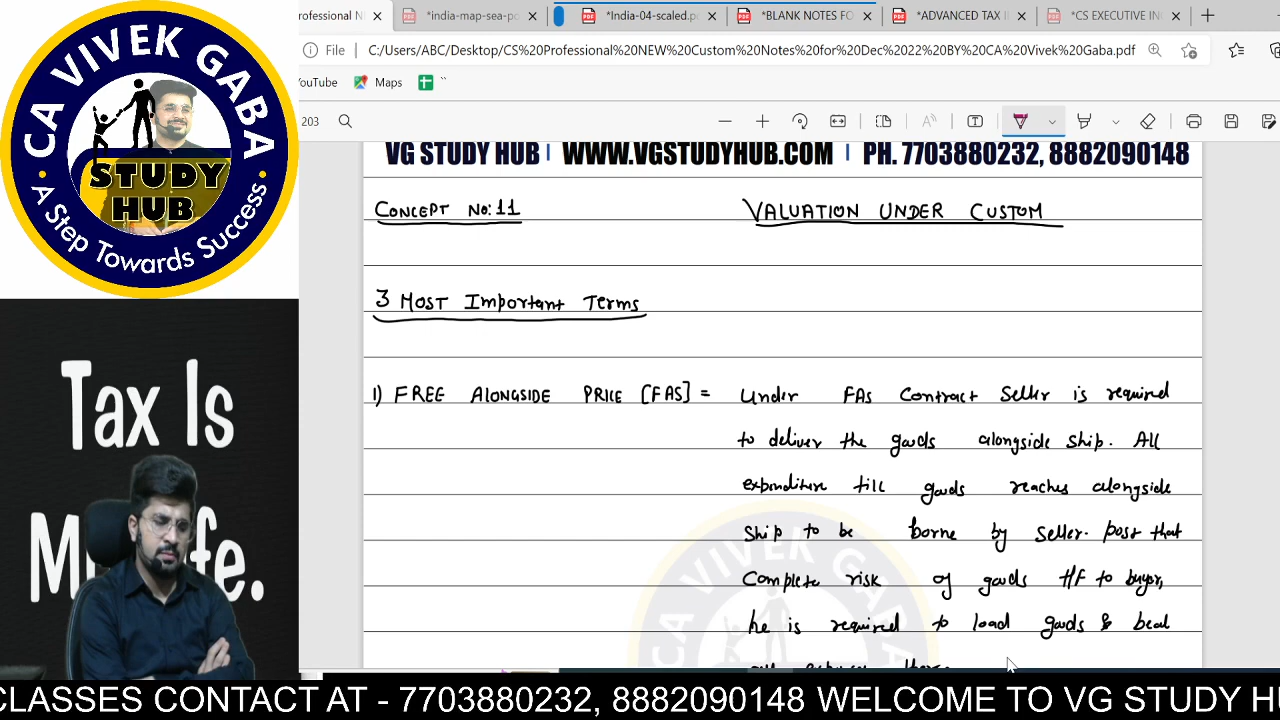 CA VIVEK GABA
STUDY
HUB
A Step Towards Success
Tax Is
rofessional N
*india-map-sea-po
*India-04-scaled.p
*BLANK NOTES FO
*ADVANCED TAX
*CS EXECUTIVE IN
File
C:/Users/ABC/Desktop/CS%20Professional%20NEW%20Custom%20Notes%20for%20Dec%202022%20BY%20CA%20Vivek%20Gaba.pdf
ouTube
Maps
``
203
VG STUDY HUB | WWW.VGSTUDYHUB.COM | PH. 7703880232, 8882090148
CONCEPT NO:11 VALUATION UNDER CUSTOM
3 MOST Important Terms
1) FREE ALONGSIDE PRICE [FAS] = Under FAS Contract Seller is required
to deliver the goods alongside ship. All
expenditure till goods reaches alongside
Ship to be borne by seller. post that
Complete risk of goods T/F to buyer,
he is required to load goods & beal
CLASSES CONTACT AT - 7703880232, 8882090148 WELCOME TO VG STUDY HU